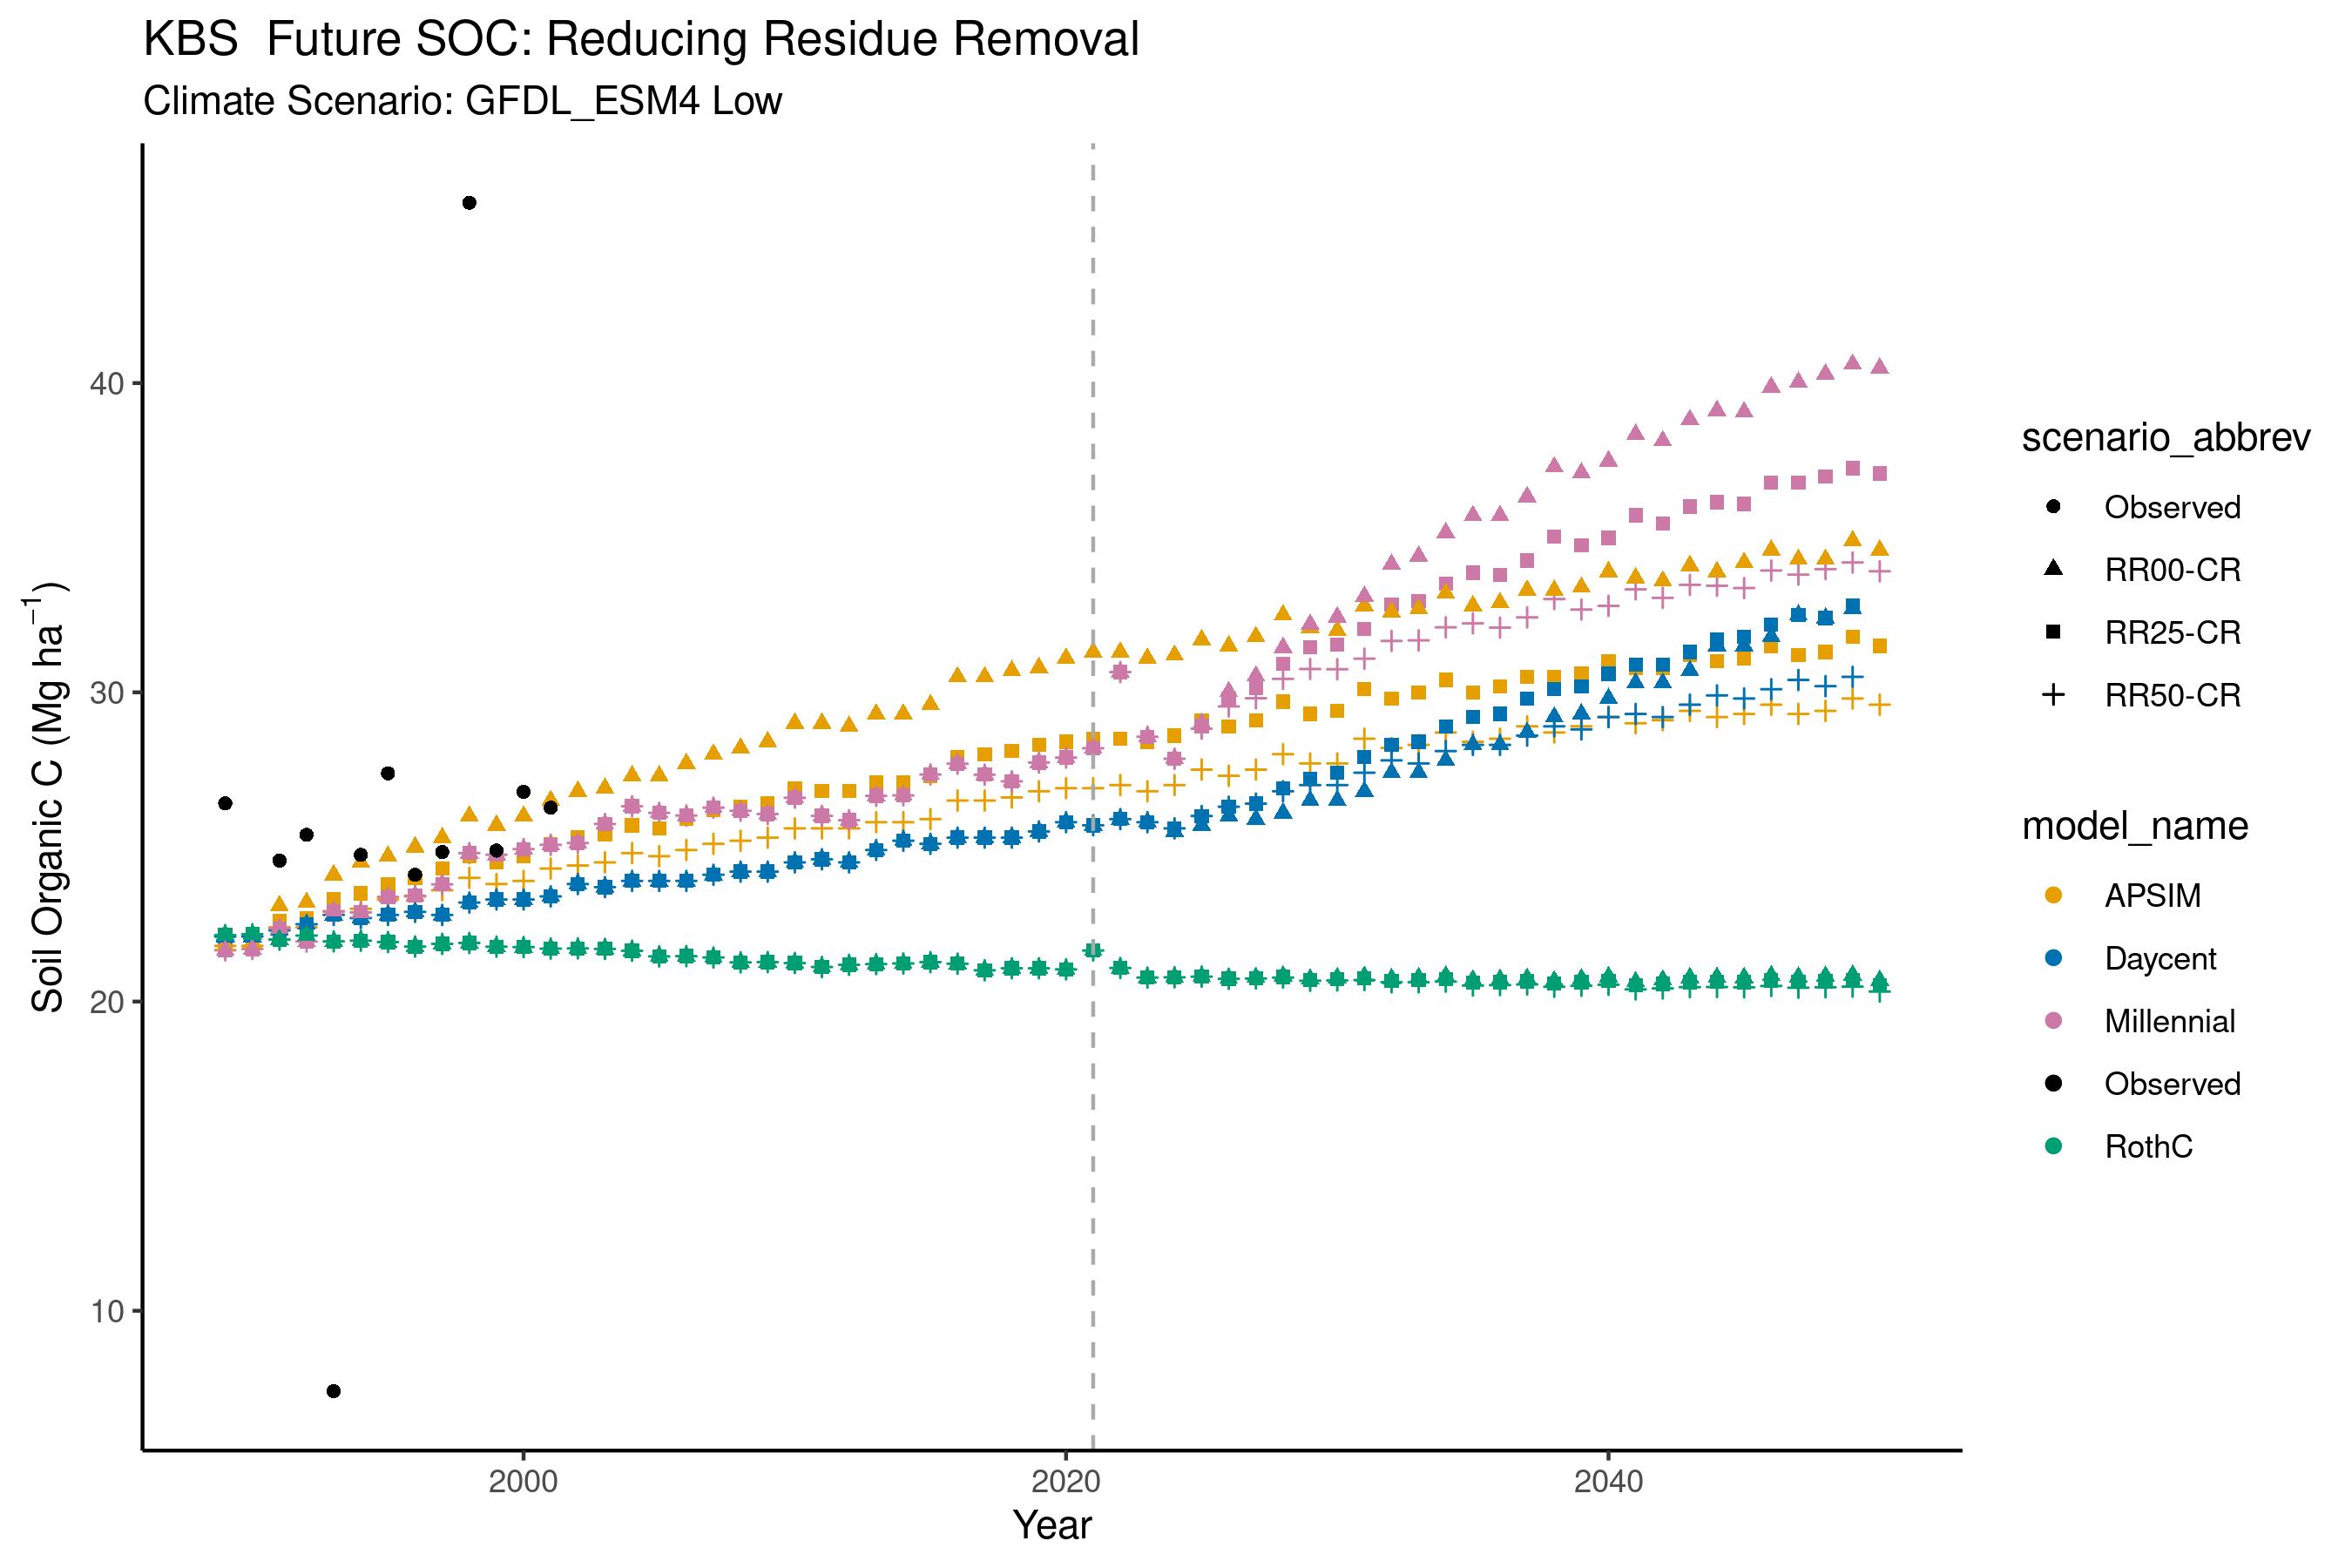 KBS  Future SOC: Reducing Residue Removal
Climate Scenario: GFDL_ESM4 Low
Soil Organic C (Mg ha⁻¹)
40
30
20
10
2000
2020
2040
Year
scenario_abbrev
Observed
RR00-CR
RR25-CR
RR50-CR
model_name
APSIM
Daycent
Millennial
Observed
RothC